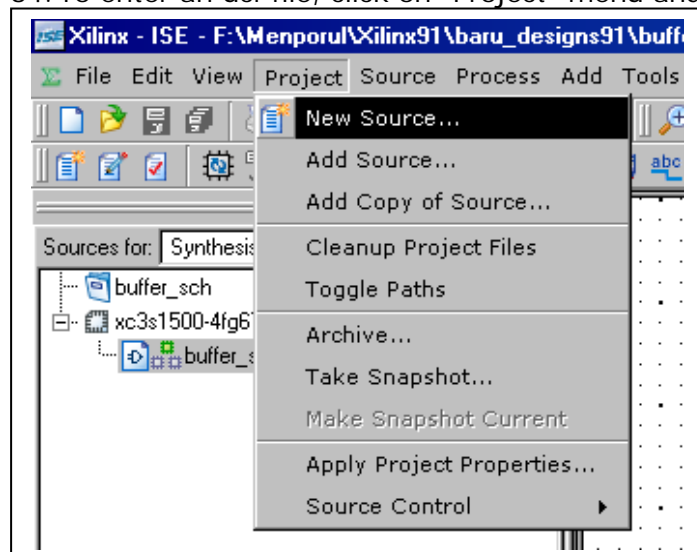 Xilinx - ISE - F:\Menporul\Xilinx91\baru_designs91\buff
File Edit View Project Source Process Add Tools
New Source...
Add Source...
abc
Add Copy of Source...
Sources for: Synthesis
Cleanup Project Files
buffer_sch
Toggle Paths
xc3s1500-4fg6
Archive...
buffer_s
Take Snapshot...
Make Snapshot Current
Apply Project Properties...
Source Control